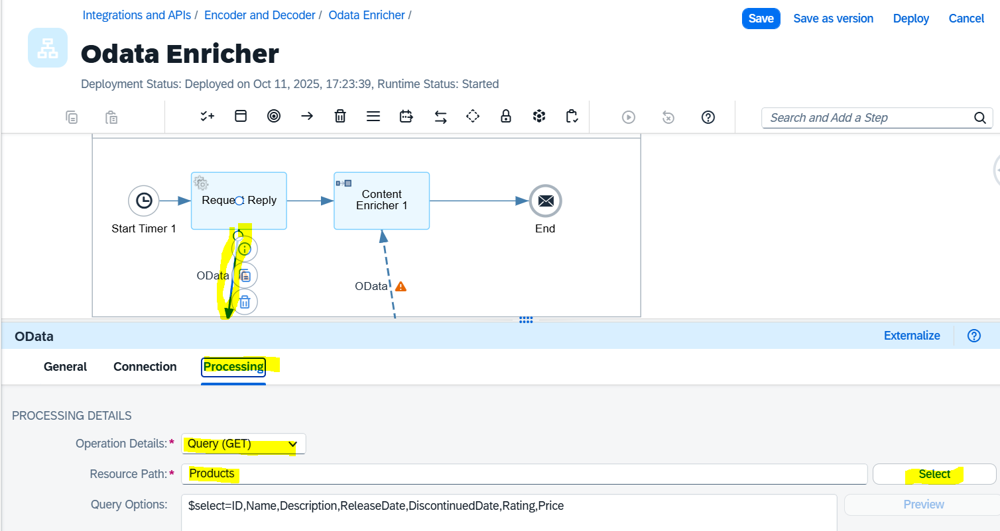 Integrations and APIs / Encoder and Decoder / Odata Enricher /
Save Save as version Deploy Cancel
Odata Enricher
Deployment Status: Deployed on Oct 11, 2025, 17:23:39, Runtime Status: Started
Search and Add a Step
Request Reply
Content
Enricher 1
Start Timer 1
End
OData
OData
OData
Externalize
General Connection Processing
PROCESSING DETAILS
Operation Details:* Query (GET)
Resource Path:* Products Select
Query Options: $select=ID,Name,Description,ReleaseDate,DiscontinuedDate,Rating,Price Preview